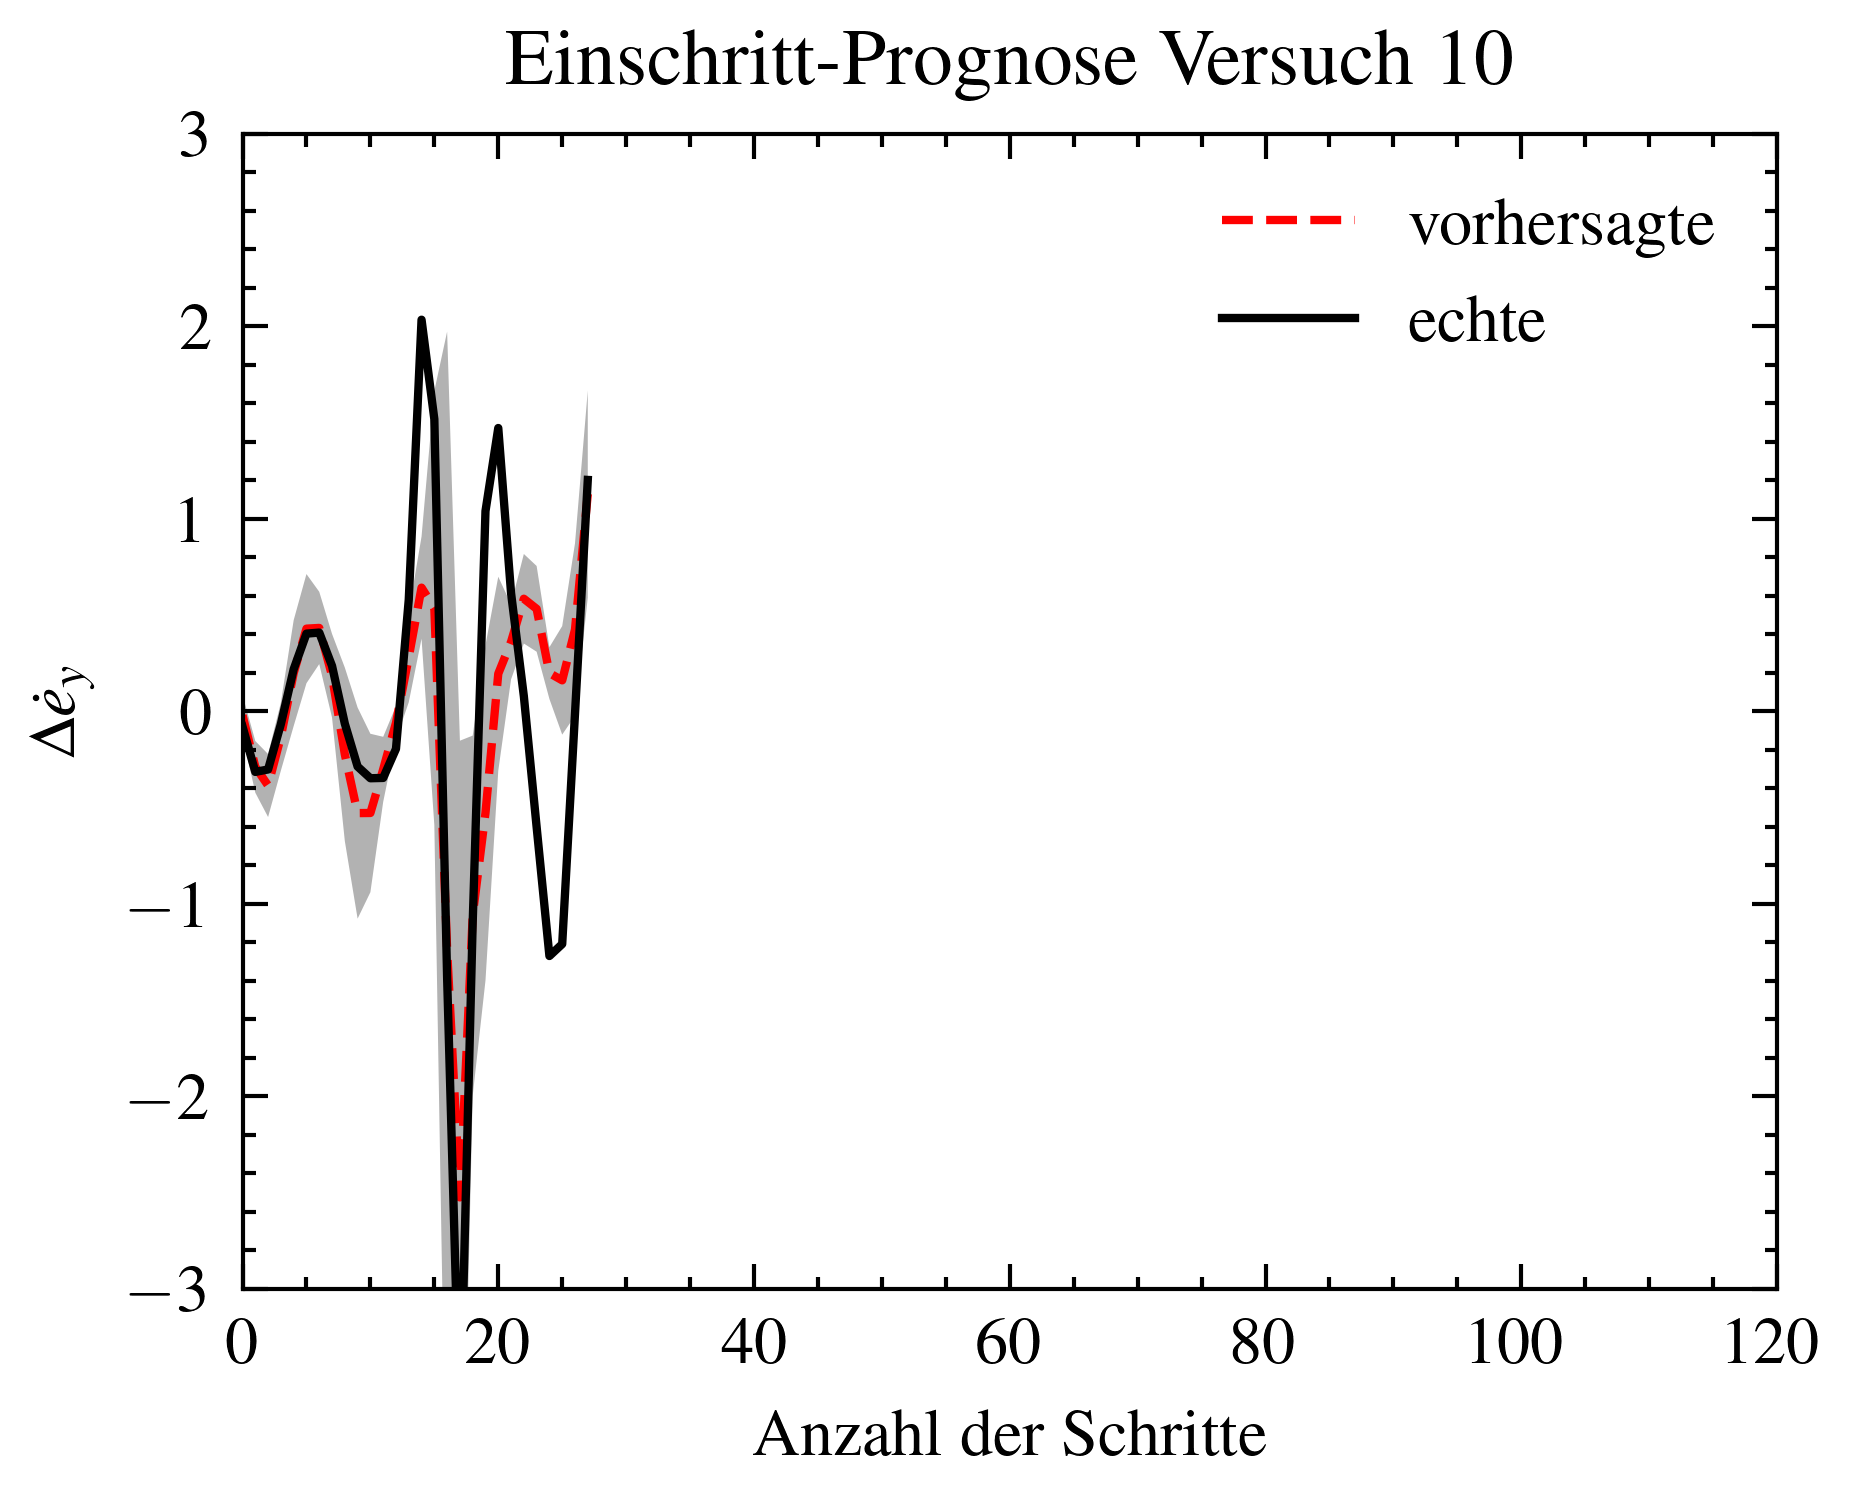 Einschritt-Prognose Versuch 10
3
2
1
0
−1
−2
−3
Δė_y
vorhersagte
echte
0 20 40 60 80 100 120
Anzahl der Schritte